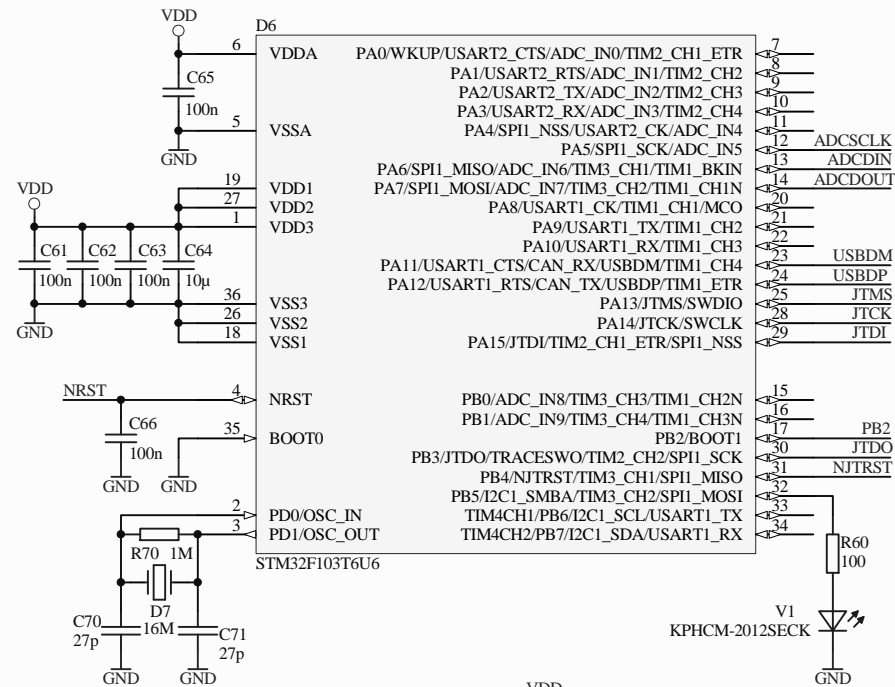 VDD
D6
6 VDDA PA0/WKUP/USART2_CTS/ADC_IN0/TIM2_CH1_ETR 7
PA1/USART2_RTS/ADC_IN1/TIM2_CH2 8
C65 PA2/USART2_TX/ADC_IN2/TIM2_CH3 9
100n PA3/USART2_RX/ADC_IN3/TIM2_CH4 10
5 VSSA PA4/SPI1_NSS/USART2_CK/ADC_IN4 11
PA5/SPI1_SCK/ADC_IN5 12 ADCSCLK
GND PA6/SPI1_MISO/ADC_IN6/TIM3_CH1/TIM1_BKIN 13 ADCDIN
VDD 19 VDD1 PA7/SPI1_MOSI/ADC_IN7/TIM3_CH2/TIM1_CH1N 14 ADCDOUT
27 VDD2 PA8/USART1_CK/TIM1_CH1/MCO 20
1 VDD3 PA9/USART1_TX/TIM1_CH2 21
C61 C62 C63 C64 PA10/USART1_RX/TIM1_CH3 22
PA11/USART1_CTS/CAN_RX/USBDM/TIM1_CH4 23 USBDM
100n 100n 100n 10µ PA12/USART1_RTS/CAN_TX/USBDP/TIM1_ETR 24 USBDP
36 VSS3 PA13/JTMS/SWDIO 25 JTMS
26 VSS2 PA14/JTCK/SWCLK 28 JTCK
GND 18 VSS1 PA15/JTDI/TIM2_CH1_ETR/SPI1_NSS 29 JTDI
NRST 4 NRST PB0/ADC_IN8/TIM3_CH3/TIM1_CH2N 15
C66 PB1/ADC_IN9/TIM3_CH4/TIM1_CH3N 16
100n 35 BOOT0 PB2/BOOT1 17 PB2
PB3/JTDO/TRACESWO/TIM2_CH2/SPI1_SCK 30 JTDO
GND GND PB4/NJTRST/TIM3_CH1/SPI1_MISO 31 NJTRST
PB5/I2C1_SMBA/TIM3_CH2/SPI1_MOSI 32
2 PD0/OSC_IN TIM4CH1/PB6/I2C1_SCL/USART1_TX 33
3 PD1/OSC_OUT TIM4CH2/PB7/I2C1_SDA/USART1_RX 34
R70 1M R60
STM32F103T6U6 100
D7 V1
C70 16M C71 KPHCM-2012SECK
27p 27p
GND GND GND
VDD